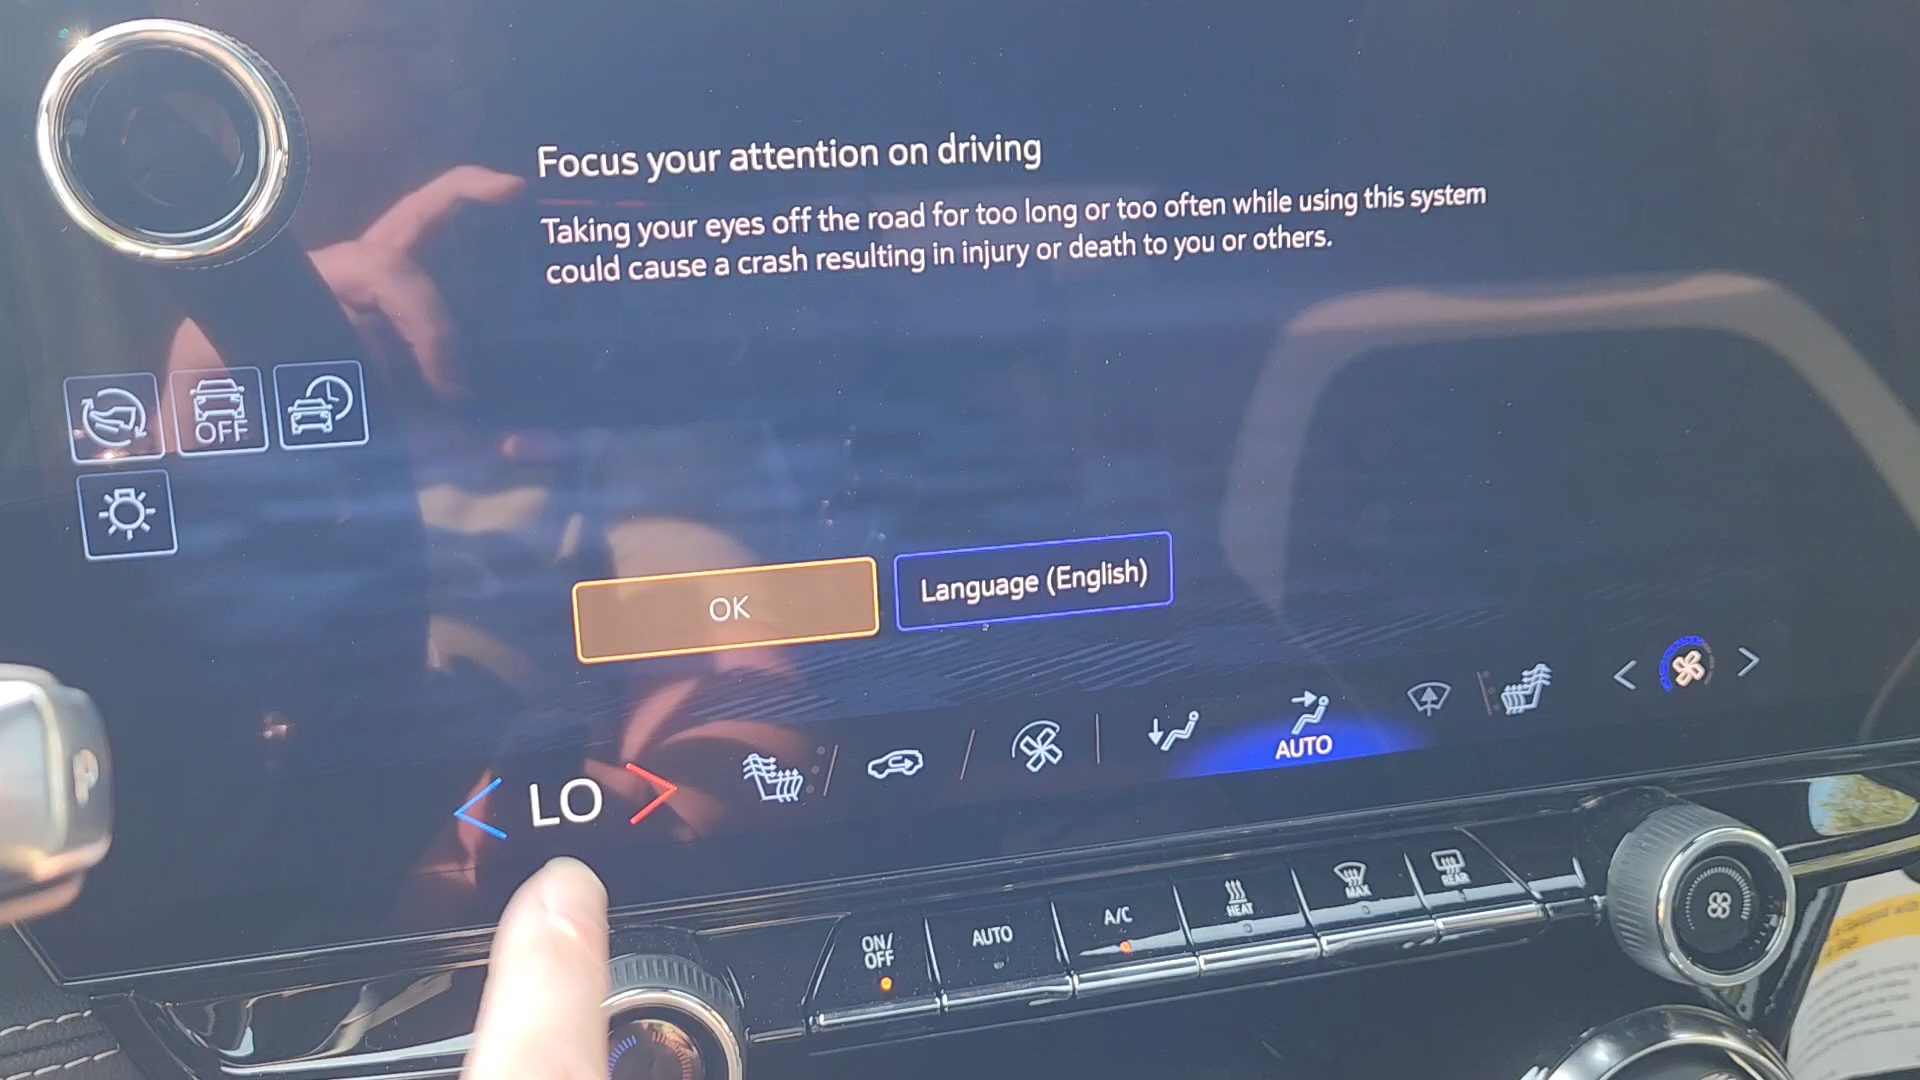 Focus your attention on driving
Taking your eyes off the road for too long or too often while using this system
could cause a crash resulting in injury or death to you or others.
OFF
OK
Language (English)
AUTO
LO
ON/
OFF
AUTO
A/C
HEAT
MAX
REAR
P